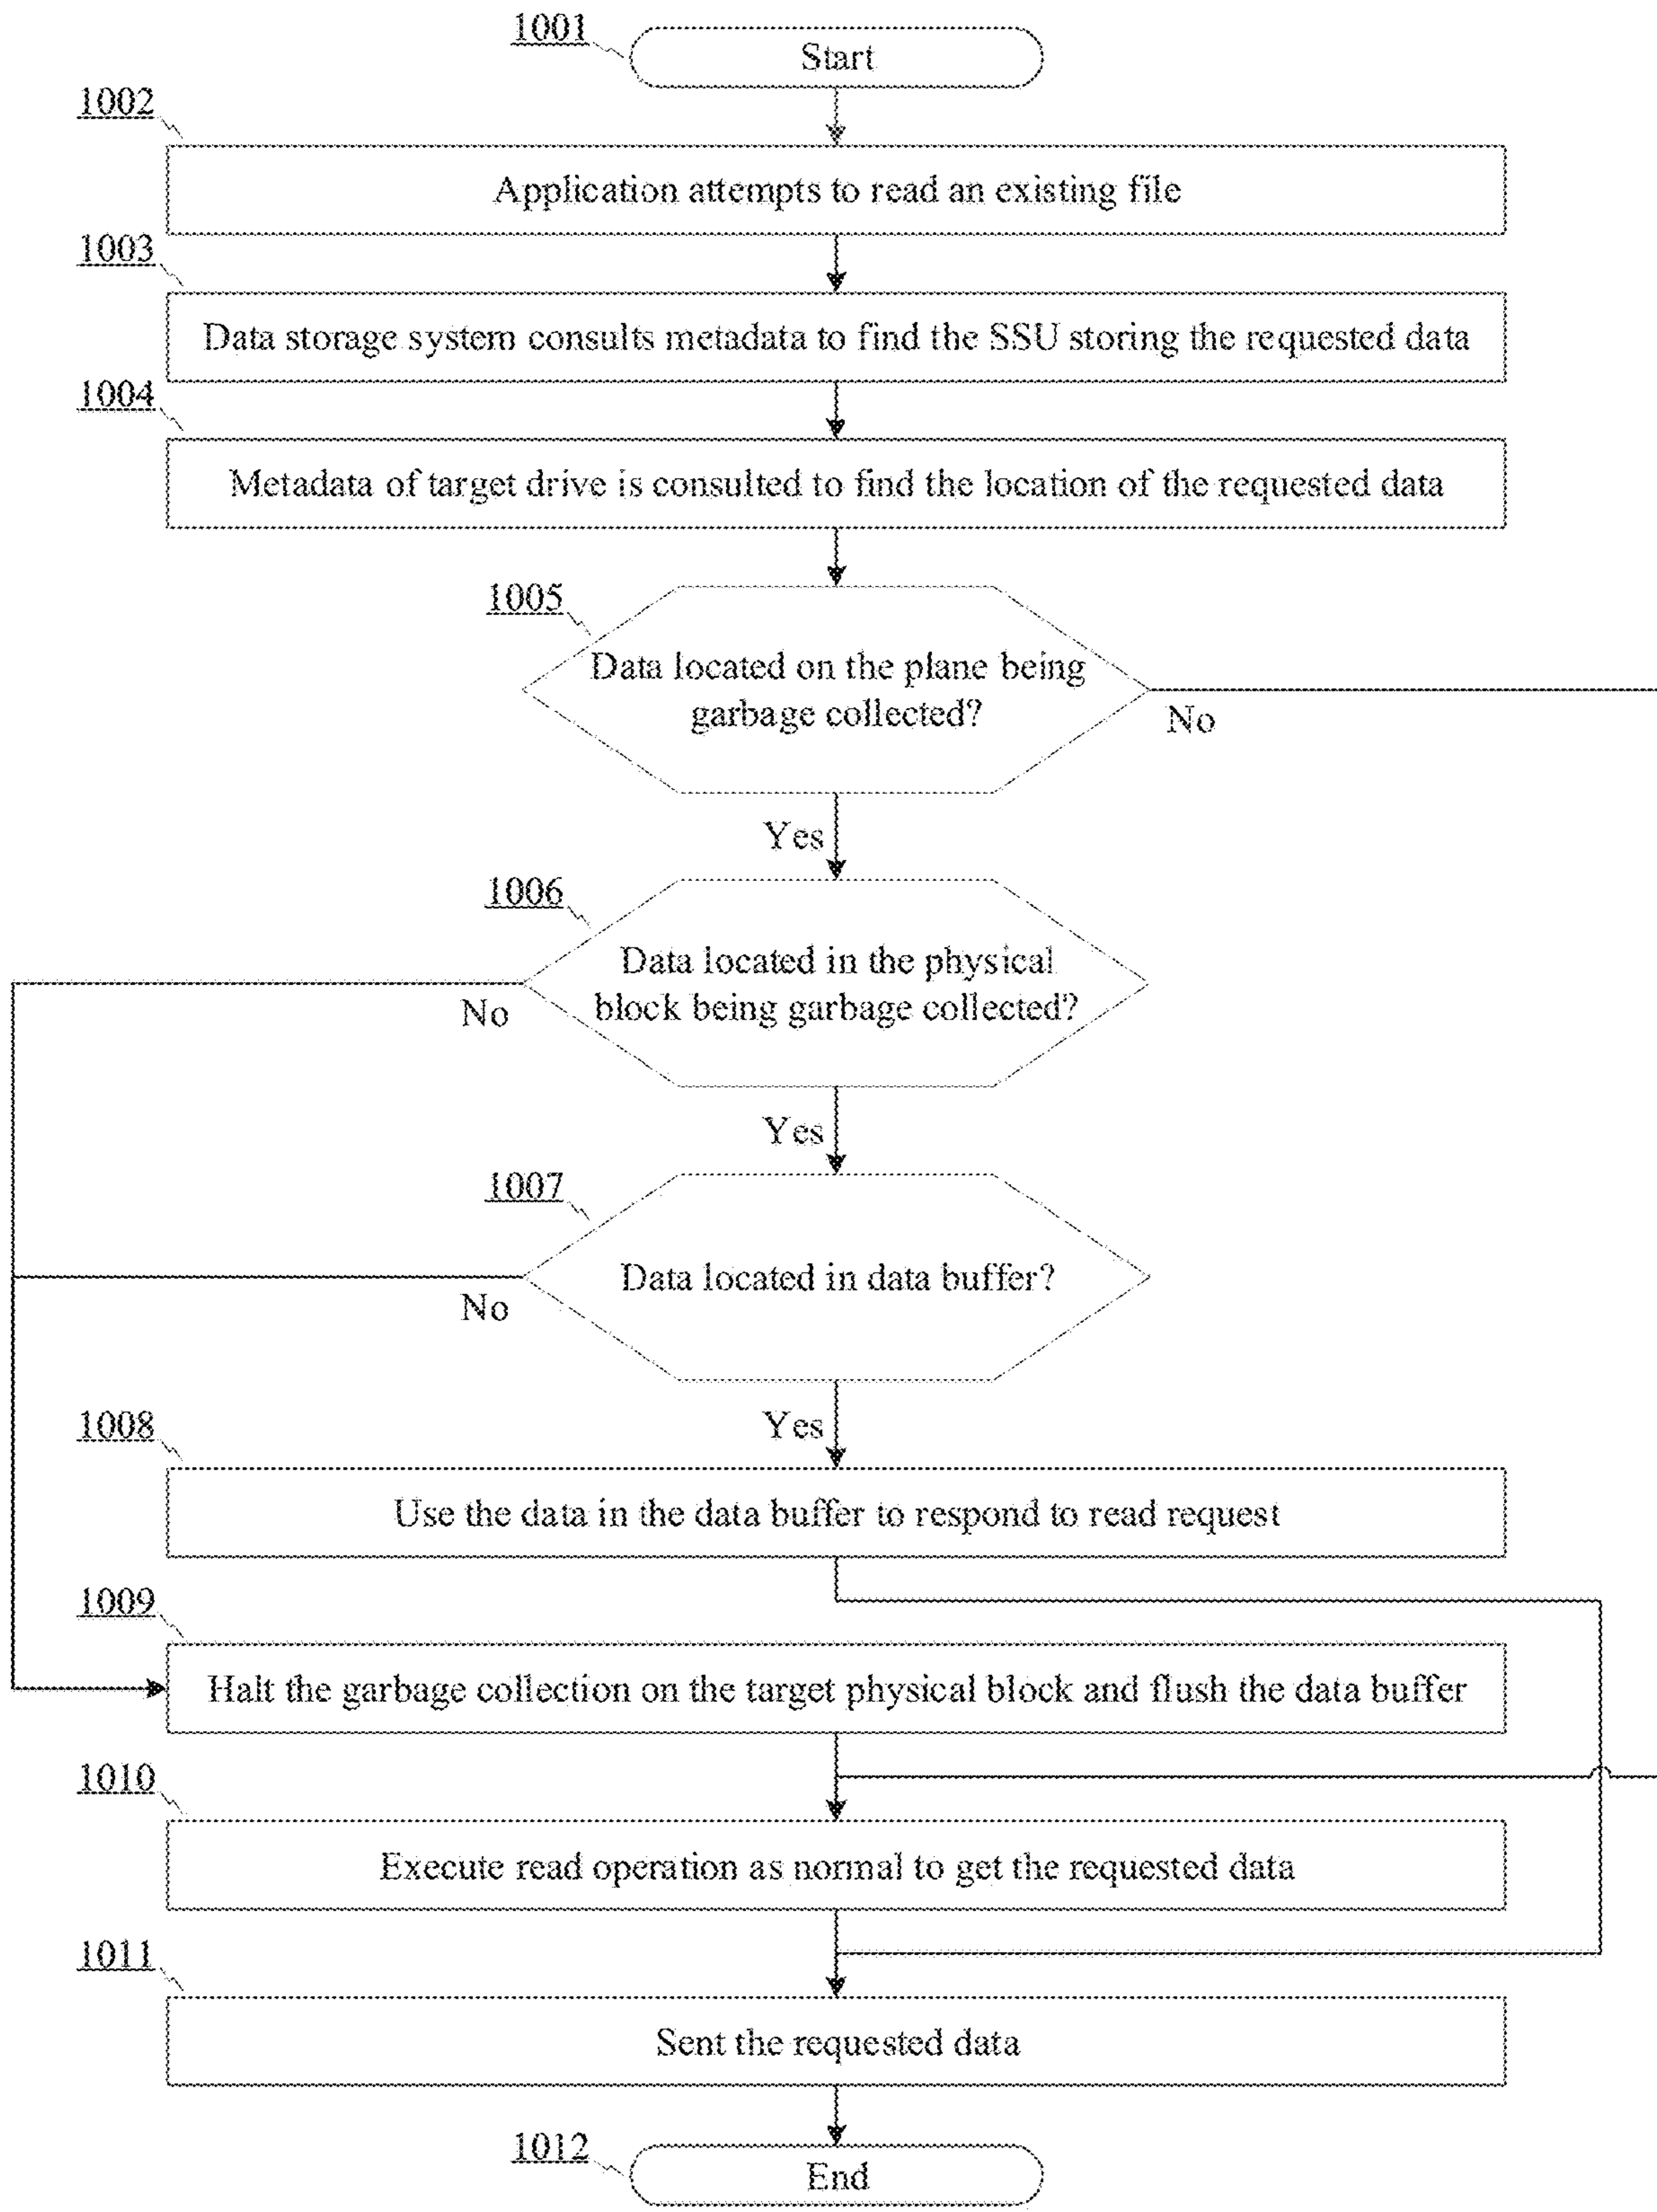 1001
Start
1002
Application attempts to read an existing file
1003
Data storage system consults metadata to find the SSU storing the requested data
1004
Metadata of target drive is consulted to find the location of the requested data
1005
Data located on the plane being
garbage collected?
No
Yes
1006
Data located in the physical
block being garbage collected?
No
Yes
1007
Data located in data buffer?
No
Yes
1008
Use the data in the data buffer to respond to read request
1009
Halt the garbage collection on the target physical block and flush the data buffer
1010
Execute read operation as normal to get the requested data
1011
Sent the requested data
1012
End